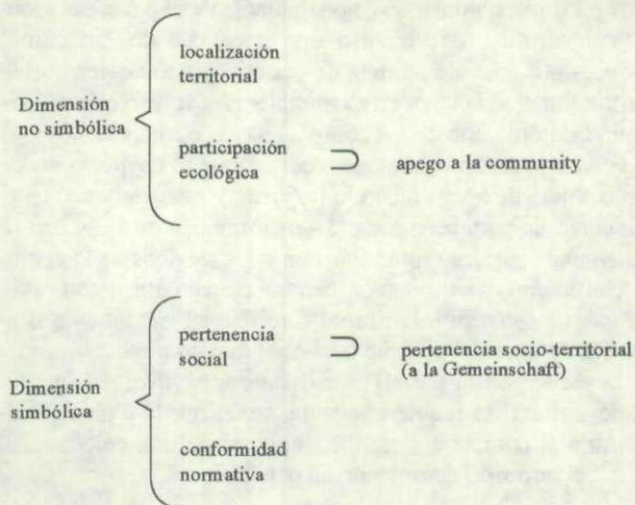 localización
territorial
Dimensión
no simbólica
participación
ecológica
apego a la community
pertenencia
social
pertenencia socio-territorial
(a la Gemeinschaft)
Dimensión
simbólica
conformidad
normativa